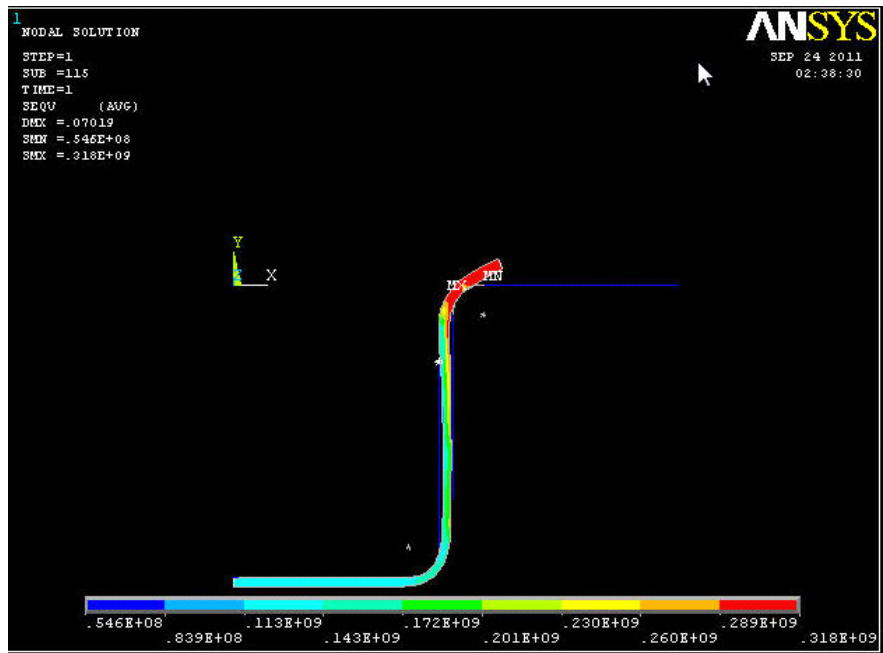 1
NODAL SOLUTION
ANSYS
STEP=1
SUB =115
TIME=1
SEQV (AVG)
DMX =.07019
SMN =.546E+08
SMX =.318E+09
SEP 24 2011
02:38:30
Y
X
MX
MN
.546E+08
.839E+08
.113E+09
.143E+09
.172E+09
.201E+09
.230E+09
.260E+09
.289E+09
.318E+09